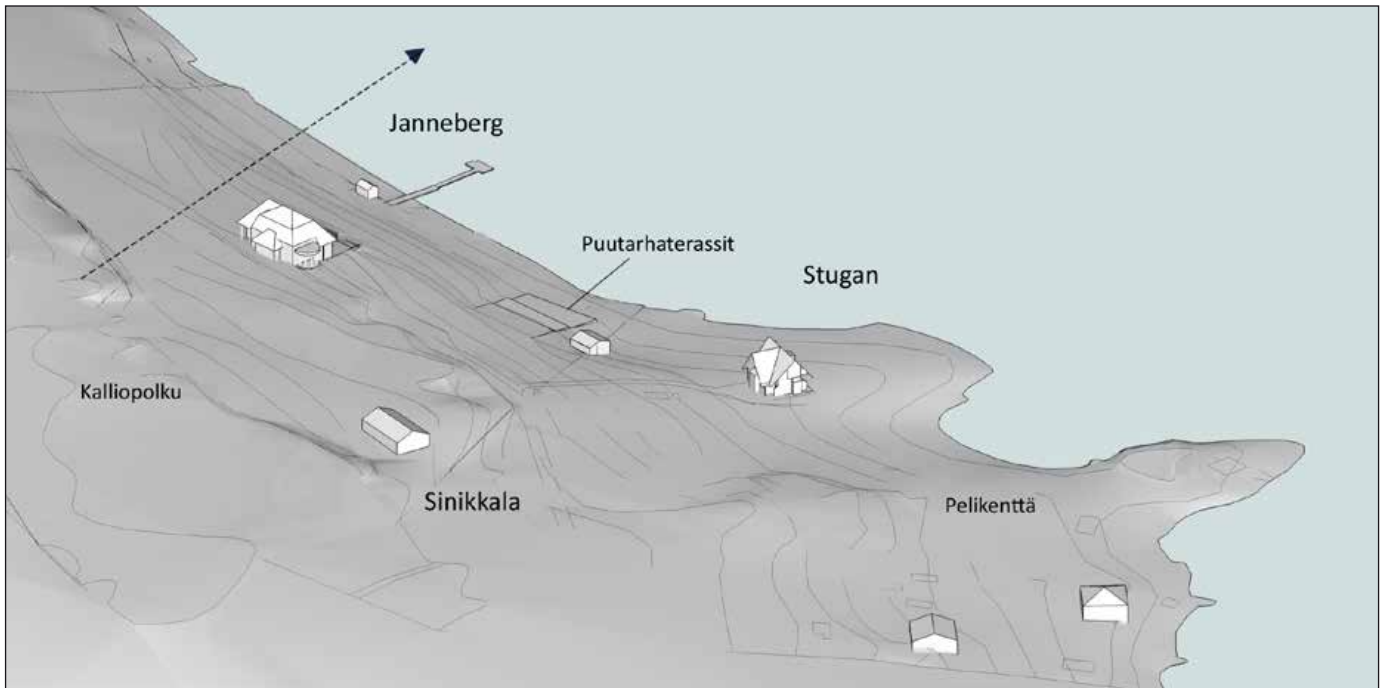 Janneberg
Puutarhaterassit
Stugan
Kalliopolku
Sinikkala
Pelikenttä